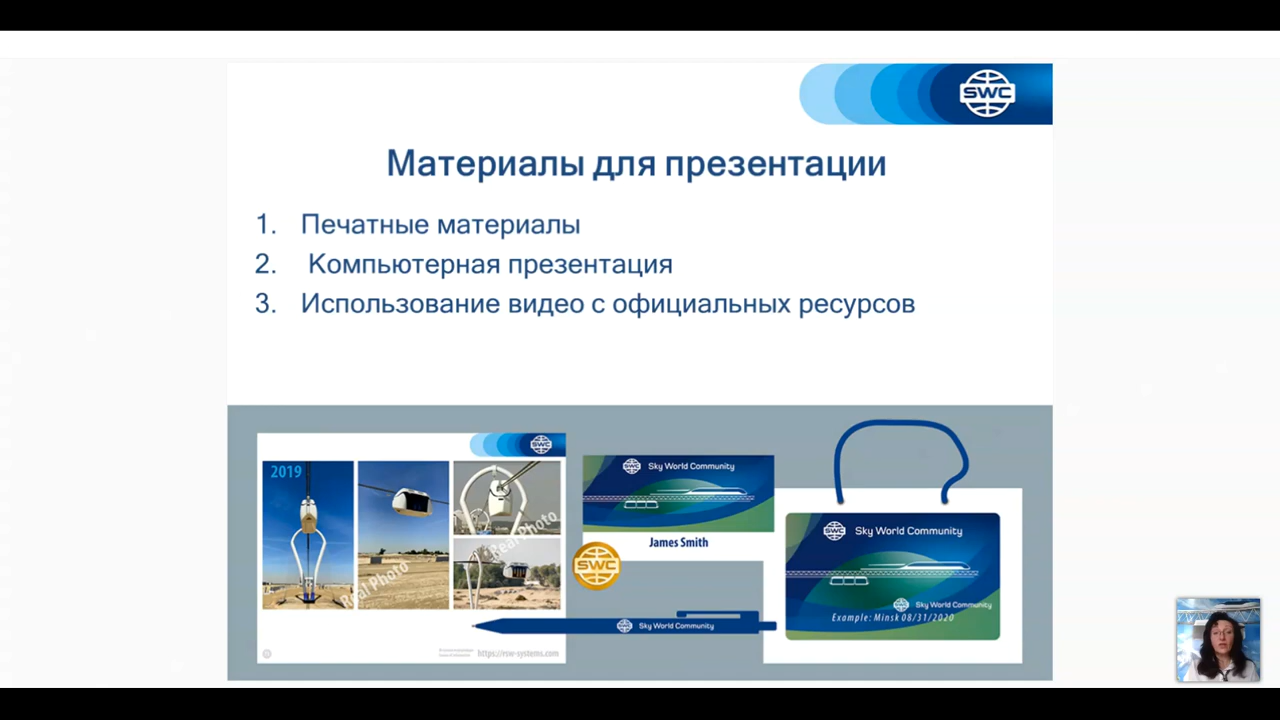 SWC
Материалы для презентации
1. Печатные материалы
2. Компьютерная презентация
3. Использование видео с официальных ресурсов
SWC
2019
Real Photo
Real Photo
https://rsw-systems.com
SWC
Sky World Community
James Smith
SWC
Sky World Community
SWC
Sky World Community
Sky World Community
Example: Minsk 08/31/2020